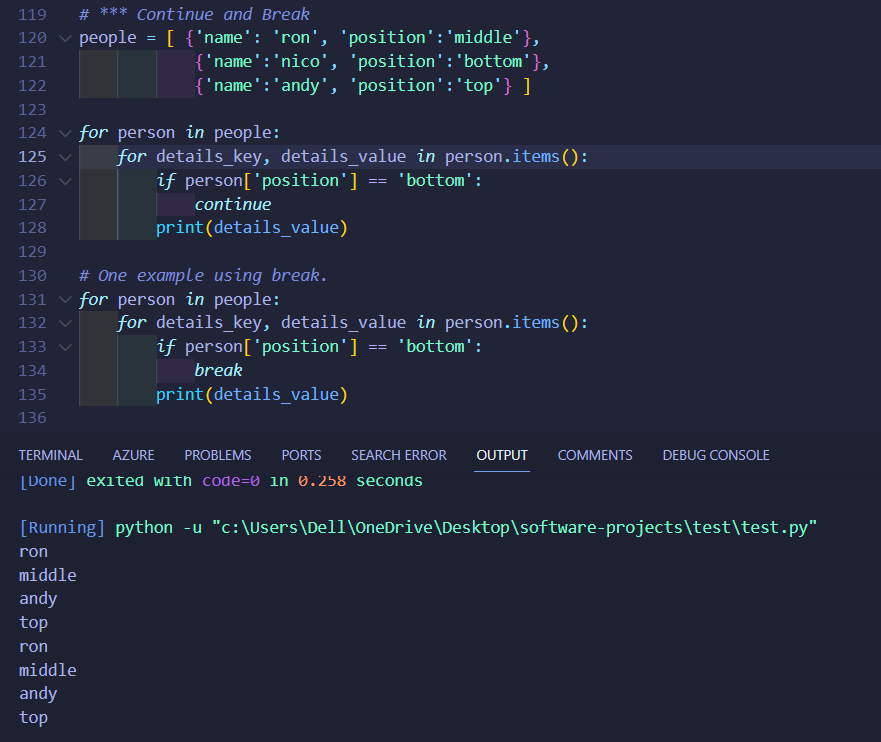 119 # *** Continue and Break
120 people = [ {'name': 'ron', 'position':'middle'},
121 {'name':'nico', 'position':'bottom'},
122 {'name':'andy', 'position':'top'} ]
123
124 for person in people:
125 for details_key, details_value in person.items():
126 if person['position'] == 'bottom':
127 continue
128 print(details_value)
129
130 # One example using break.
131 for person in people:
132 for details_key, details_value in person.items():
133 if person['position'] == 'bottom':
134 break
135 print(details_value)
136
TERMINAL AZURE PROBLEMS PORTS SEARCH ERROR OUTPUT COMMENTS DEBUG CONSOLE
[Done] exited with code=0 in 0.258 seconds
[Running] python -u "c:\Users\Dell\OneDrive\Desktop\software-projects\test\test.py"
ron
middle
andy
top
ron
middle
andy
top